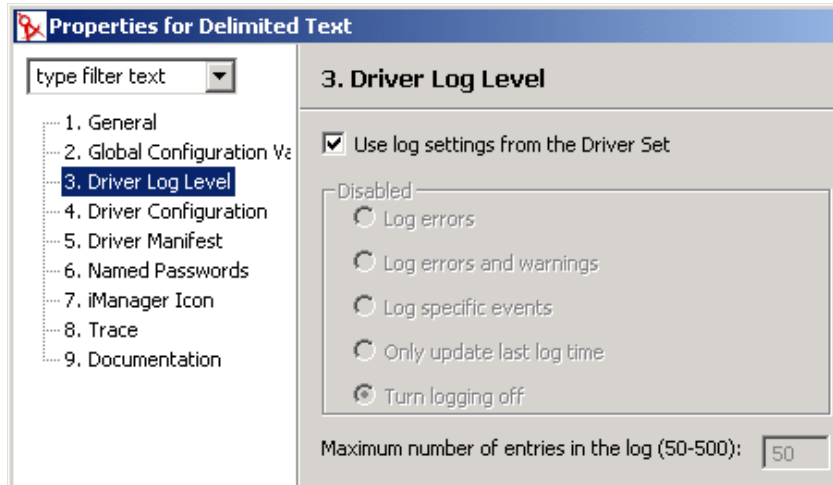 Properties for Delimited Text
type filter text
1. General
2. Global Configuration Va
3. Driver Log Level
4. Driver Configuration
5. Driver Manifest
6. Named Passwords
7. iManager Icon
8. Trace
9. Documentation
3. Driver Log Level
Use log settings from the Driver Set
Disabled
Log errors
Log errors and warnings
Log specific events
Only update last log time
Turn logging off
Maximum number of entries in the log (50-500): 50